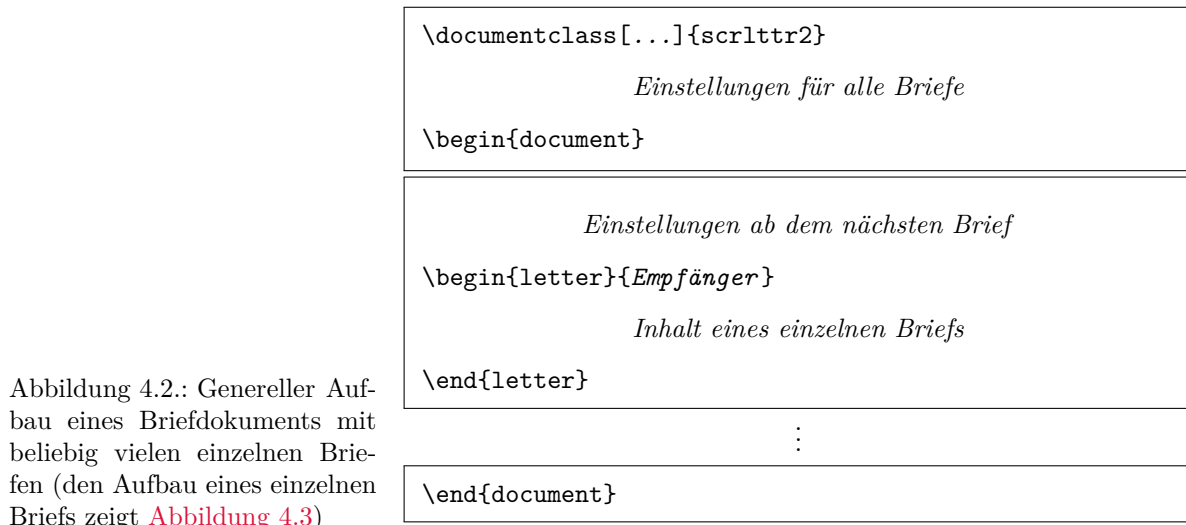 \documentclass[...]{scrlttr2}
Einstellungen für alle Briefe
\begin{document}
Einstellungen ab dem nächsten Brief
\begin{letter}{Empfänger}
Inhalt eines einzelnen Briefs
\end{letter}
⋮
\end{document}
Abbildung 4.2.: Genereller Auf-
bau eines Briefdokuments mit
beliebig vielen einzelnen Brie-
fen (den Aufbau eines einzelnen
Briefs zeigt Abbildung 4.3)